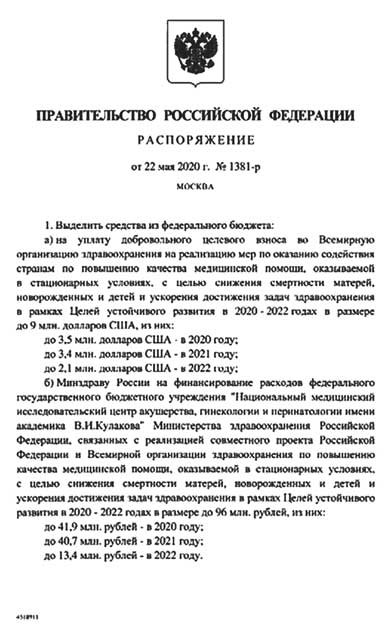 ПРАВИТЕЛЬСТВО РОССИЙСКОЙ ФЕДЕРАЦИИ
РАСПОРЯЖЕНИЕ
от 22 мая 2020 г. № 1381-р
МОСКВА
1. Выделить средства из федерального бюджета:
а) на уплату добровольного целевого взноса во Всемирную
организацию здравоохранения на реализацию мер по оказанию содействия
странам по повышению качества медицинской помощи, оказываемой
в стационарных условиях, с целью снижения смертности матерей,
новорожденных и детей и ускорения достижения задач здравоохранения
в рамках Целей устойчивого развития в 2020 - 2022 годах в размере
до 9 млн. долларов США, из них:
до 3,5 млн. долларов США - в 2020 году;
до 3,4 млн. долларов США - в 2021 году;
до 2,1 млн. долларов США - в 2022 году;
б) Минздраву России на финансирование расходов федерального
государственного бюджетного учреждения "Национальный медицинский
исследовательский центр акушерства, гинекологии и перинатологии имени
академика В.И.Кулакова" Министерства здравоохранения Российской
Федерации, связанных с реализацией совместного проекта Российской
Федерации и Всемирной организации здравоохранения по повышению
качества медицинской помощи, оказываемой в стационарных условиях,
с целью снижения смертности матерей, новорожденных и детей и
ускорения достижения задач здравоохранения в рамках Целей устойчивого
развития в 2020 - 2022 годах в размере до 96 млн. рублей, из них:
до 41,9 млн. рублей - в 2020 году;
до 40,7 млн. рублей - в 2021 году;
до 13,4 млн. рублей - в 2022 году.
4518911